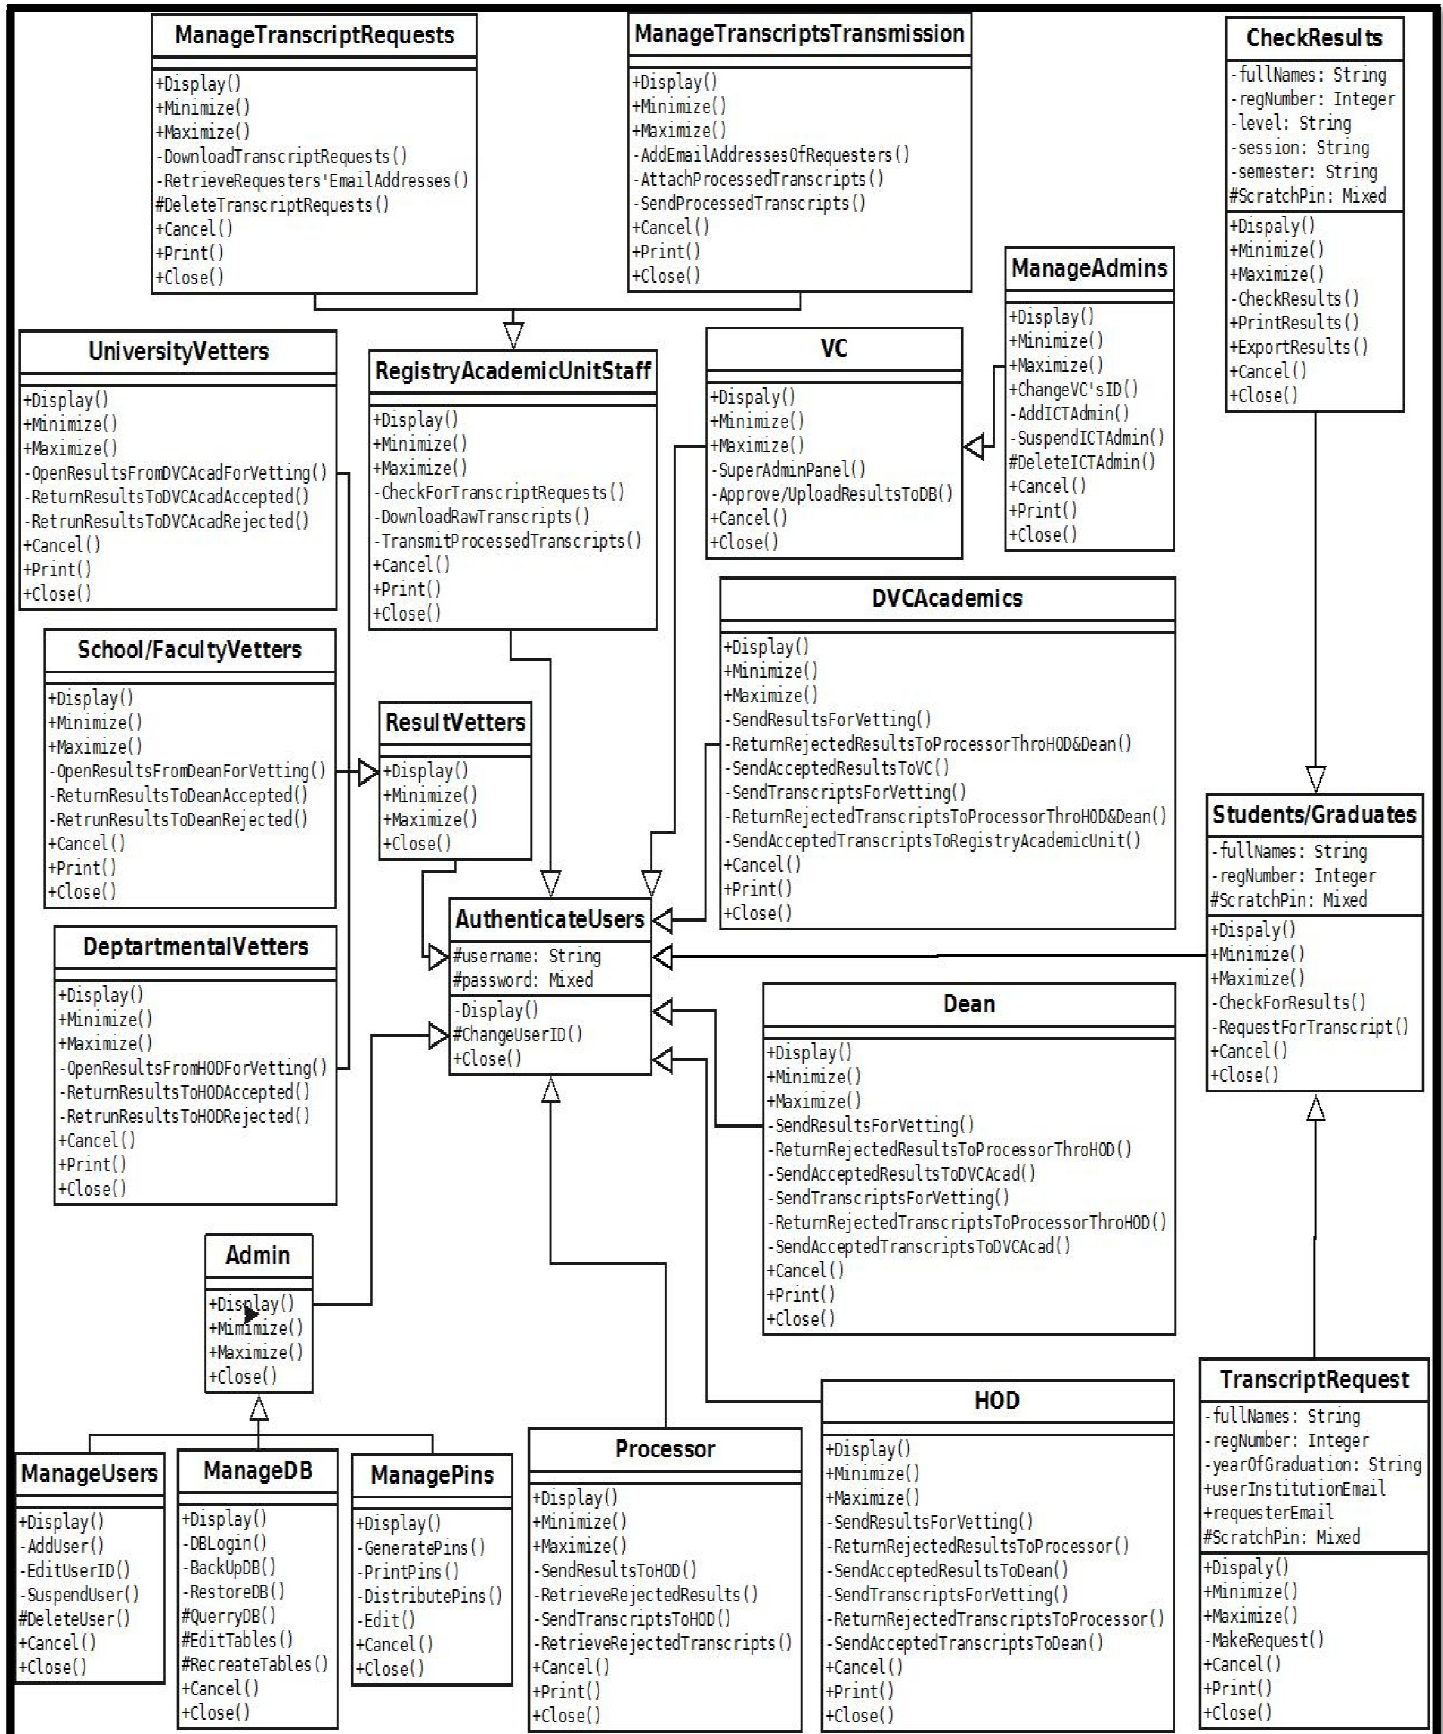 ManageTranscriptRequests
+Display()
+Minimize()
+Maximize()
-DownloadTranscriptRequests()
-RetrieveRequesters'EmailAddresses()
#DeleteTranscriptRequests()
+Cancel()
+Print()
+Close()
ManageTranscriptsTransmission
+Display()
+Minimize()
+Maximize()
-AddEmailAddressesOfRequesters()
-AttachProcessedTranscripts()
-SendProcessedTranscripts()
+Cancel()
+Print()
+Close()
CheckResults
-fullNames: String
-regNumber: Integer
-level: String
-session: String
-semester: String
#ScratchPin: Mixed
+Dispaly()
+Minimize()
+Maximize()
-CheckResults()
+PrintResults()
+ExportResults()
+Cancel()
+Close()
ManageAdmins
+Display()
+Minimize()
+Maximize()
+ChangeVC'sID()
-AddICTAdmin()
-SuspendICTAdmin()
#DeleteICTAdmin()
+Cancel()
+Print()
+Close()
UniversityVetters
+Display()
+Minimize()
+Maximize()
-OpenResultsFromDVCAcadForVetting()
-ReturnResultsToDVCAcadAccepted()
-RetrunResultsToDVCAcadRejected()
+Cancel()
+Print()
+Close()
RegistryAcademicUnitStaff
+Display()
+Minimize()
+Maximize()
-CheckForTranscriptRequests()
-DownloadRawTranscripts()
-TransmitProcessedTranscripts()
+Cancel()
+Print()
+Close()
VC
+Dispaly()
+Minimize()
+Maximize()
-SuperAdminPanel()
-Approve/UploadResultsToDB()
+Cancel()
+Close()
DVCAcademics
+Display()
+Minimize()
+Maximize()
-SendResultsForVetting()
-ReturnRejectedResultsToProcessorThroHOD&Dean()
-SendAcceptedResultsToVC()
-SendTranscriptsForVetting()
-ReturnRejectedTranscriptsToProcessorThroHOD&Dean()
-SendAcceptedTranscriptsToRegistryAcademicUnit()
+Cancel()
+Print()
+Close()
School/FacultyVetters
+Display()
+Minimize()
+Maximize()
-OpenResultsFromDeanForVetting()
-ReturnResultsToDeanAccepted()
-RetrunResultsToDeanRejected()
+Cancel()
+Print()
+Close()
ResultVetters
+Display()
+Minimize()
+Maximize()
+Close()
Students/Graduates
-fullNames: String
-regNumber: Integer
#ScratchPin: Mixed
+Dispaly()
+Minimize()
+Maximize()
-CheckForResults()
-RequestForTranscript()
+Cancel()
+Close()
AuthenticateUsers
#username: String
#password: Mixed
-Display()
#ChangeUserID()
+Close()
DeptartmentalVetters
+Display()
+Minimize()
+Maximize()
-OpenResultsFromHODForVetting()
-ReturnResultsToHODAccepted()
-RetrunResultsToHODRejected()
+Cancel()
+Print()
+Close()
Dean
+Display()
+Minimize()
+Maximize()
-SendResultsForVetting()
-ReturnRejectedResultsToProcessorThroHOD()
-SendAcceptedResultsToDVCAcad()
-SendTranscriptsForVetting()
-ReturnRejectedTranscriptsToProcessorThroHOD()
-SendAcceptedTranscriptsToDVCAcad()
+Cancel()
+Print()
+Close()
Admin
+Display()
+Mimimize()
+Maximize()
+Close()
ManageUsers
+Display()
-AddUser()
-EditUserID()
-SuspendUser()
#DeleteUser()
+Cancel()
+Close()
ManageDB
+Display()
-DBLogin()
-BackUpDB()
-RestoreDB()
#QuerryDB()
#EditTables()
#RecreateTables()
+Cancel()
+Close()
ManagePins
+Display()
-GeneratePins()
-PrintPins()
-DistributePins()
-Edit()
+Cancel()
+Close()
Processor
+Display()
+Minimize()
+Maximize()
-SendResultsToHOD()
-RetrieveRejectedResults()
-SendTranscriptsToHOD()
-RetrieveRejectedTranscripts()
+Cancel()
+Print()
+Close()
HOD
+Display()
+Minimize()
+Maximize()
-SendResultsForVetting()
-ReturnRejectedResultsToProcessor()
-SendAcceptedResultsToDean()
-SendTranscriptsForVetting()
-ReturnRejectedTranscriptsToProcessor()
-SendAcceptedTranscriptsToDean()
+Cancel()
+Print()
+Close()
TranscriptRequest
-fullNames: String
-regNumber: Integer
-yearOfGraduation: String
+userInstitutionEmail
+requesterEmail
#ScratchPin: Mixed
+Dispaly()
+Minimize()
+Maximize()
-MakeRequest()
+Cancel()
+Print()
+Close()